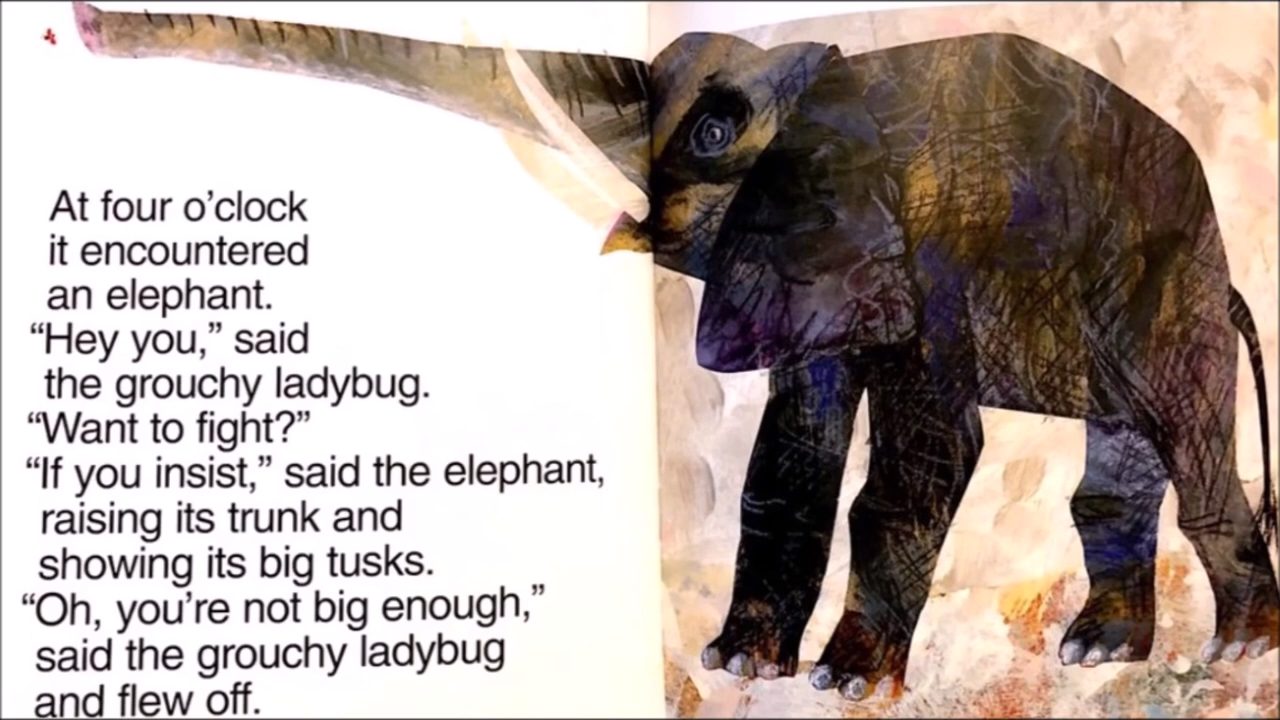 At four o’clock
it encountered
an elephant.
“Hey you,” said
the grouchy ladybug.
“Want to fight?”
“If you insist,” said the elephant,
raising its trunk and
showing its big tusks.
“Oh, you’re not big enough,”
said the grouchy ladybug
and flew off.